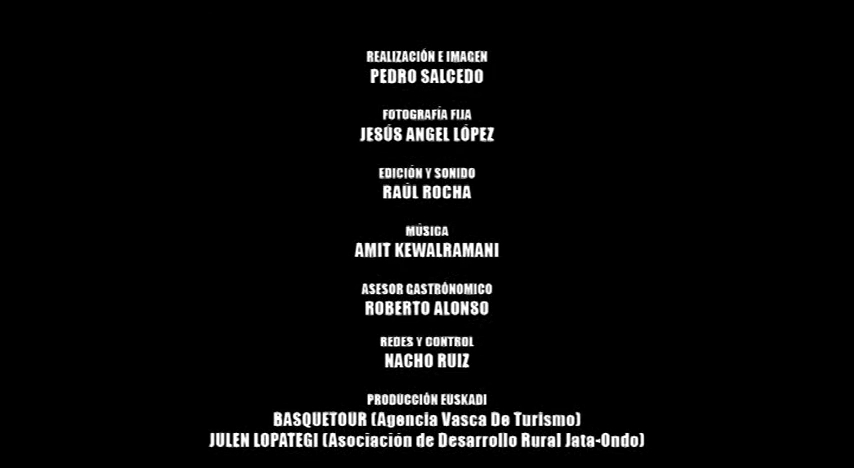 REALIZACIÓN E IMAGEN
PEDRO SALCEDO
FOTOGRAFÍA FIJA
JESÚS ANGEL LÓPEZ
EDICIÓN Y SONIDO
RAÚL ROCHA
MÚSICA
AMIT KEWALRAMANI
ASESOR GASTRÓNOMICO
ROBERTO ALONSO
REDES Y CONTROL
NACHO RUIZ
PRODUCCIÓN EUSKADI
BASQUETOUR (Agencia Vasca De Turismo)
JULEN LOPATEGI (Asociación de Desarrollo Rural Jata-Ondo)